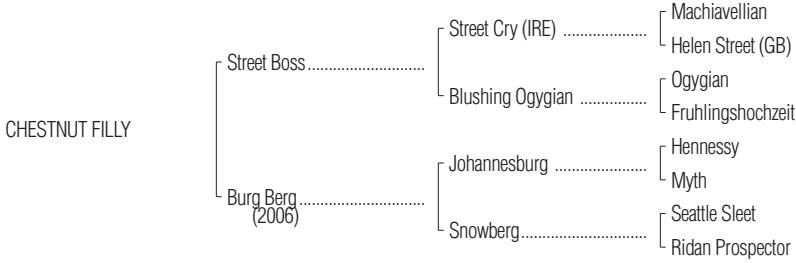 Machiavellian
Street Cry (IRE) ....................
Helen Street (GB)
Street Boss............................
Ogygian
Blushing Ogygian ................
Fruhlingshochzeit
CHESTNUT FILLY
Hennessy
Johannesburg ......................
Myth
Burg Berg..............................
(2006)
Seattle Sleet
Snowberg..............................
Ridan Prospector